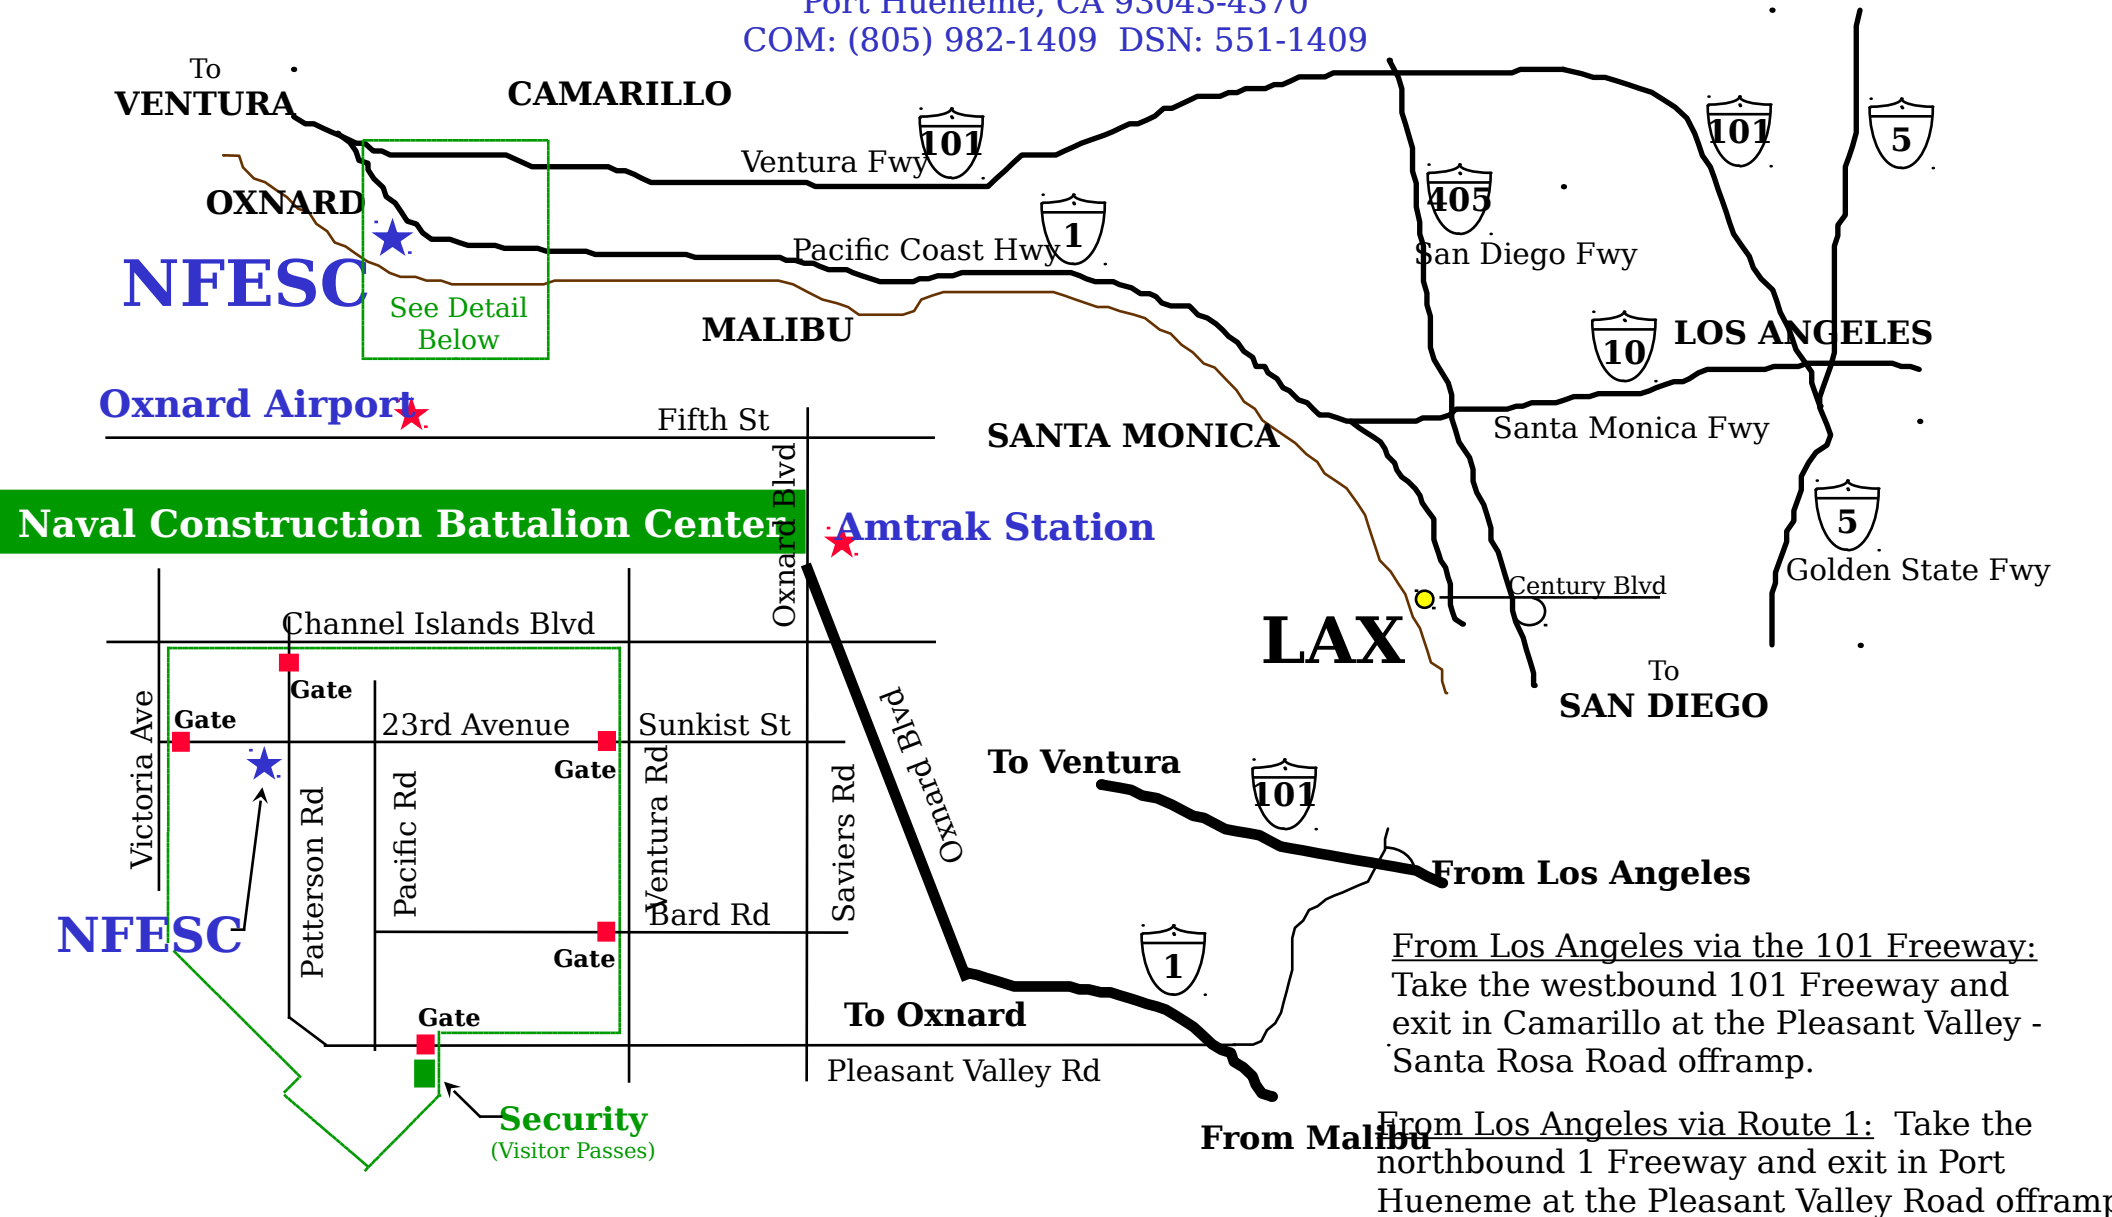 Port Hueneme, CA 93043-4370
COM: (805) 982-1409  DSN: 551-1409
To
VENTURA
CAMARILLO
101
101
5
Ventura Fwy
405
OXNARD
1
Pacific Coast Hwy
San Diego Fwy
NFESC
See Detail
Below
MALIBU
10
LOS ANGELES
Oxnard Airport
Fifth St
SANTA MONICA
Santa Monica Fwy
Naval Construction Battalion Center
Oxnard Blvd
Amtrak Station
5
Golden State Fwy
Century Blvd
LAX
To
SAN DIEGO
Channel Islands Blvd
Gate
Gate
23rd Avenue
Sunkist St
Gate
Victoria Ave
Patterson Rd
Pacific Rd
Ventura Rd
Saviers Rd
Oxnard Blvd
To Ventura
101
From Los Angeles
NFESC
Bard Rd
Gate
1
Gate
To Oxnard
Pleasant Valley Rd
Security
(Visitor Passes)
From Malibu
From Los Angeles via the 101 Freeway:
Take the westbound 101 Freeway and
exit in Camarillo at the Pleasant Valley -
Santa Rosa Road offramp.
From Los Angeles via Route 1:  Take the
northbound 1 Freeway and exit in Port
Hueneme at the Pleasant Valley Road offramp